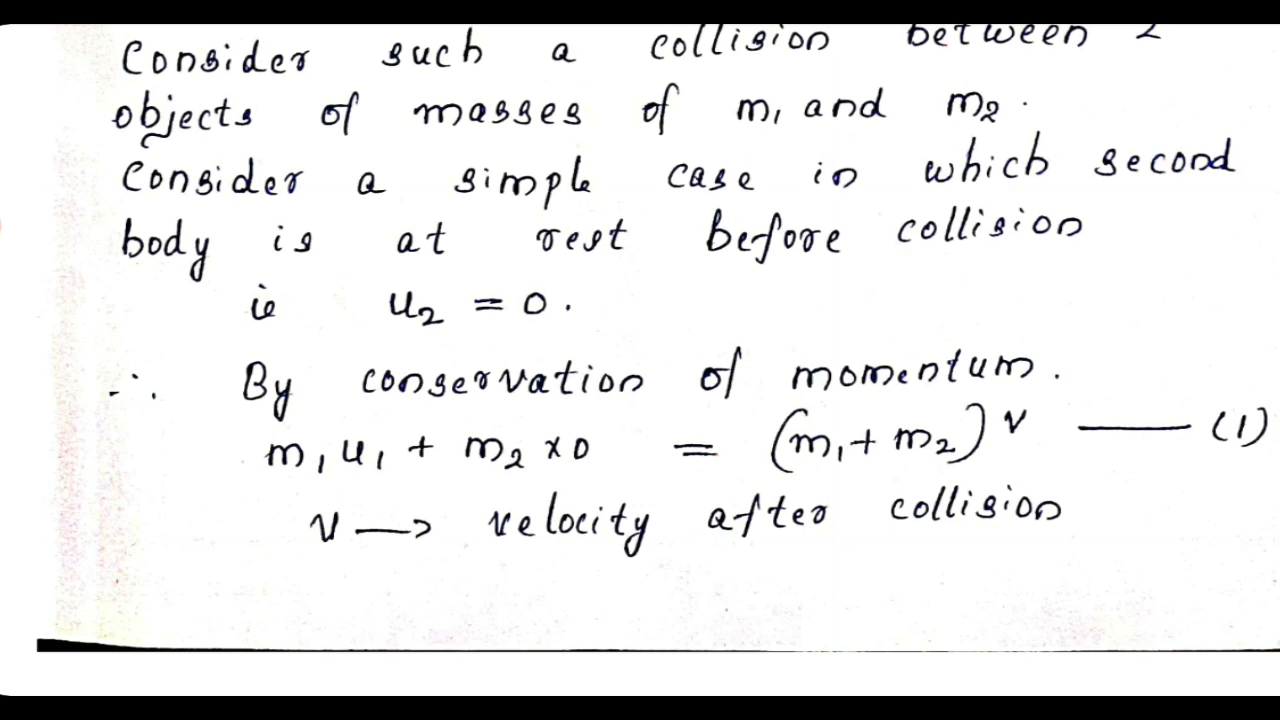 Consider such a collision between 2
objects of masses of m₁ and m₂.
Consider a simple case in which second
body is at rest before collision
ie u₂ = 0.
∴ By conservation of momentum.
m₁u₁ + m₂ x 0 = (m₁ + m₂) v —— (1)
v → velocity after collision